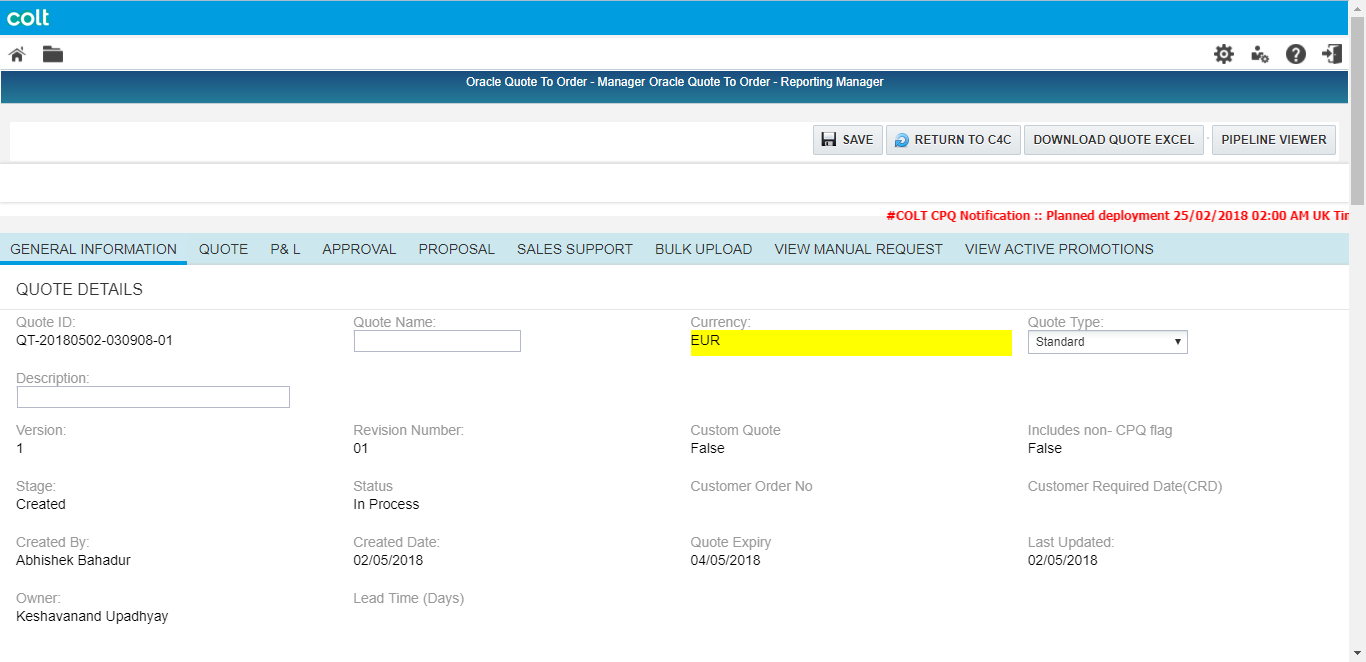 colt
Oracle Quote To Order - Manager Oracle Quote To Order - Reporting Manager
SAVE RETURN TO C4C DOWNLOAD QUOTE EXCEL PIPELINE VIEWER
#COLT CPQ Notification :: Planned deployment 25/02/2018 02:00 AM UK Tir
GENERAL INFORMATION QUOTE P& L APPROVAL PROPOSAL SALES SUPPORT BULK UPLOAD VIEW MANUAL REQUEST VIEW ACTIVE PROMOTIONS
QUOTE DETAILS
Quote ID: Quote Name: Currency: Quote Type:
QT-20180502-030908-01 EUR Standard
Description:
Version: Revision Number: Custom Quote Includes non- CPQ flag
1 01 False False
Stage: Status Customer Order No Customer Required Date(CRD)
Created In Process
Created By: Created Date: Quote Expiry Last Updated:
Abhishek Bahadur 02/05/2018 04/05/2018 02/05/2018
Owner: Lead Time (Days)
Keshavanand Upadhyay